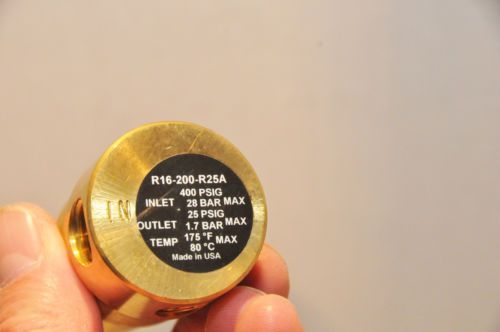 R16-200-R25A
400 PSIG
INLET 28 BAR MAX
25 PSIG
OUTLET 1.7 BAR MAX
175 °F
TEMP MAX
80 °C
Made in USA
IN